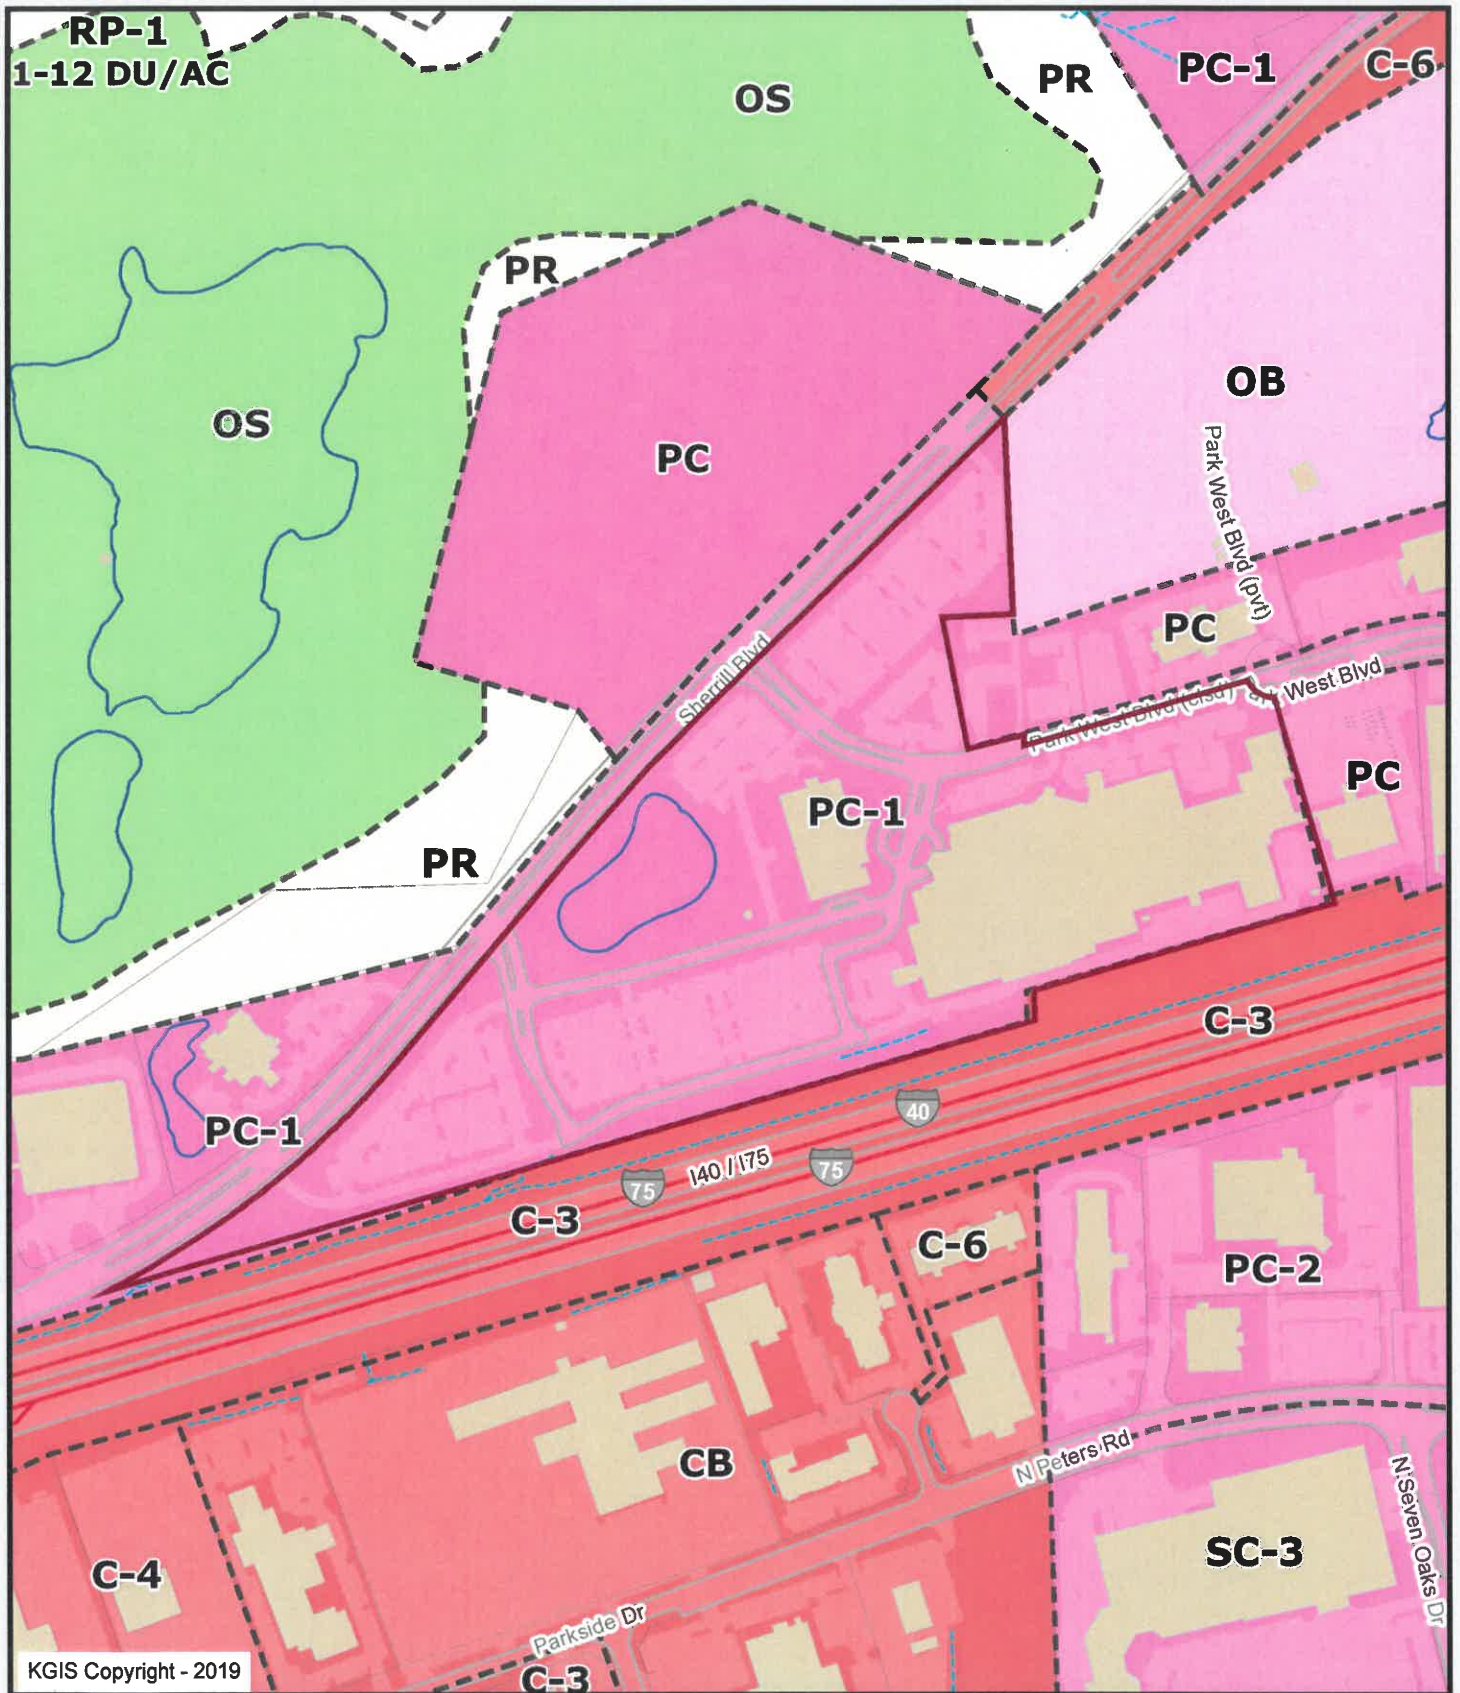 RP-1
1-12 DU/AC
OS
PR
PC-1
C-6
PR
OB
OS
PC
Park West Blvd (pvt)
PC
Sherrill Blvd
Park West Blvd (clsd)
West Blvd
PC
PC-1
PR
C-3
40
PC-1
I40 / I75
75
75
C-3
C-6
PC-2
N Peters Rd
CB
N Seven Oaks Dr
SC-3
C-4
Parkside Dr
KGIS Copyright - 2019
C-3